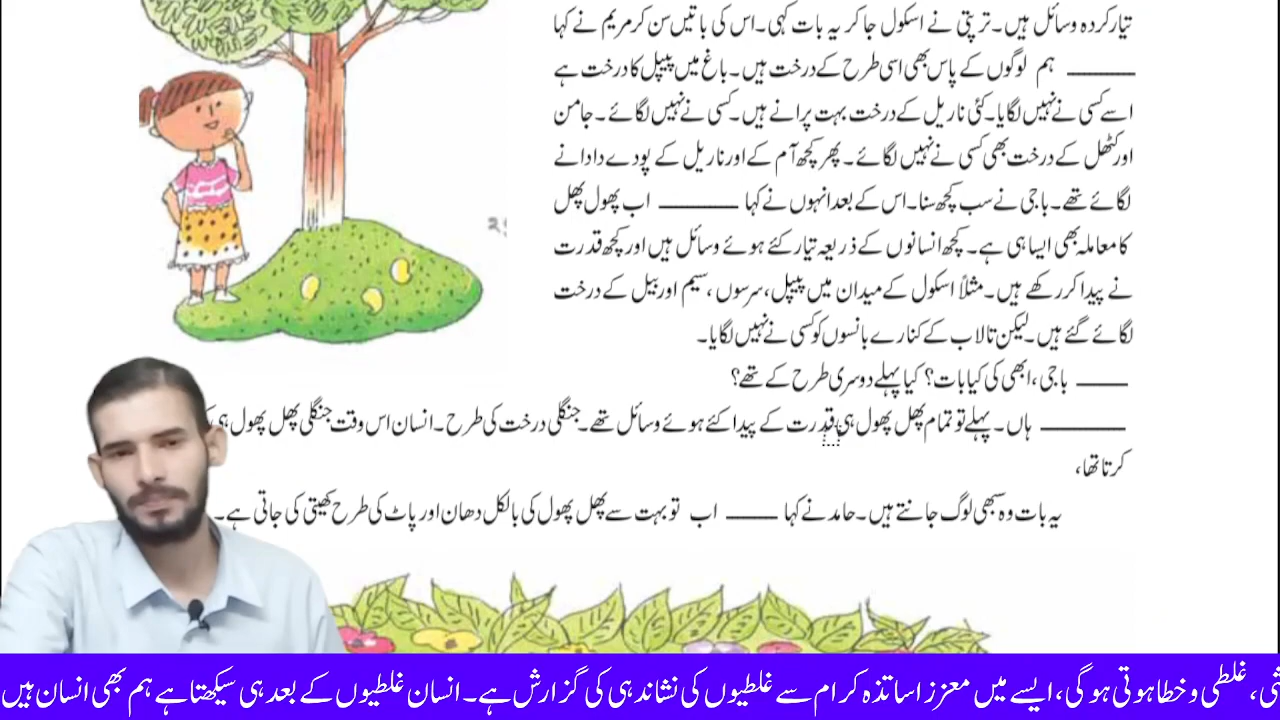 تیار کردہ وسائل ہیں۔ ترپتی نے اسکول جا کر یہ بات کہی۔ اس کی باتیں سن کر مریم نے کہا
ــــــــ ہم لوگوں کے پاس بھی اسی طرح کے درخت ہیں۔ باغ میں پیپل کا درخت ہے
اسے کسی نے نہیں لگایا۔ کئی ناریل کے درخت بہت پرانے ہیں۔ کسی نے نہیں لگائے۔ جامن
اور کٹھل کے درخت بھی کسی نے نہیں لگائے۔ پھر کچھ آم کے اور ناریل کے پودے دادا نے
لگائے تھے۔ باجی نے سب کچھ سنا۔ اس کے بعد انہوں نے کہا ــــــــ اب پھول پھل
کا معاملہ بھی ایسا ہی ہے۔ کچھ انسانوں کے ذریعہ تیار کئے ہوئے وسائل ہیں اور کچھ قدرت
نے پیدا کر رکھے ہیں۔ مثلاً اسکول کے میدان میں پیپل، سرسوں، سیم اور بیل کے درخت
لگائے گئے ہیں۔ لیکن تالاب کے کنارے بانسوں کو کسی نے نہیں لگایا۔
ــــــــ باجی، ابھی کی کیا بات؟ کیا پہلے دوسری طرح کے تھے؟
ــــــــ ہاں۔ پہلے تو تمام پھل پھول ہی قدرت کے پیدا کئے ہوئے وسائل تھے۔ جنگلی درخت کی طرح۔ انسان اس وقت جنگلی پھل پھول ہی
کرتا تھا،
یہ بات وہ سبھی لوگ جانتے ہیں۔ حامد نے کہا ــــــــ اب تو بہت سے پھل پھول کی بالکل دھان اور پاٹ کی طرح کھیتی کی جاتی ہے۔
غلطی و خطا ہوتی ہوگی، ایسے میں معزز اساتذہ کرام سے غلطیوں کی نشاندہی کی گزارش ہے۔ انسان غلطیوں کے بعد ہی سیکھتا ہے ہم بھی انسان ہیں